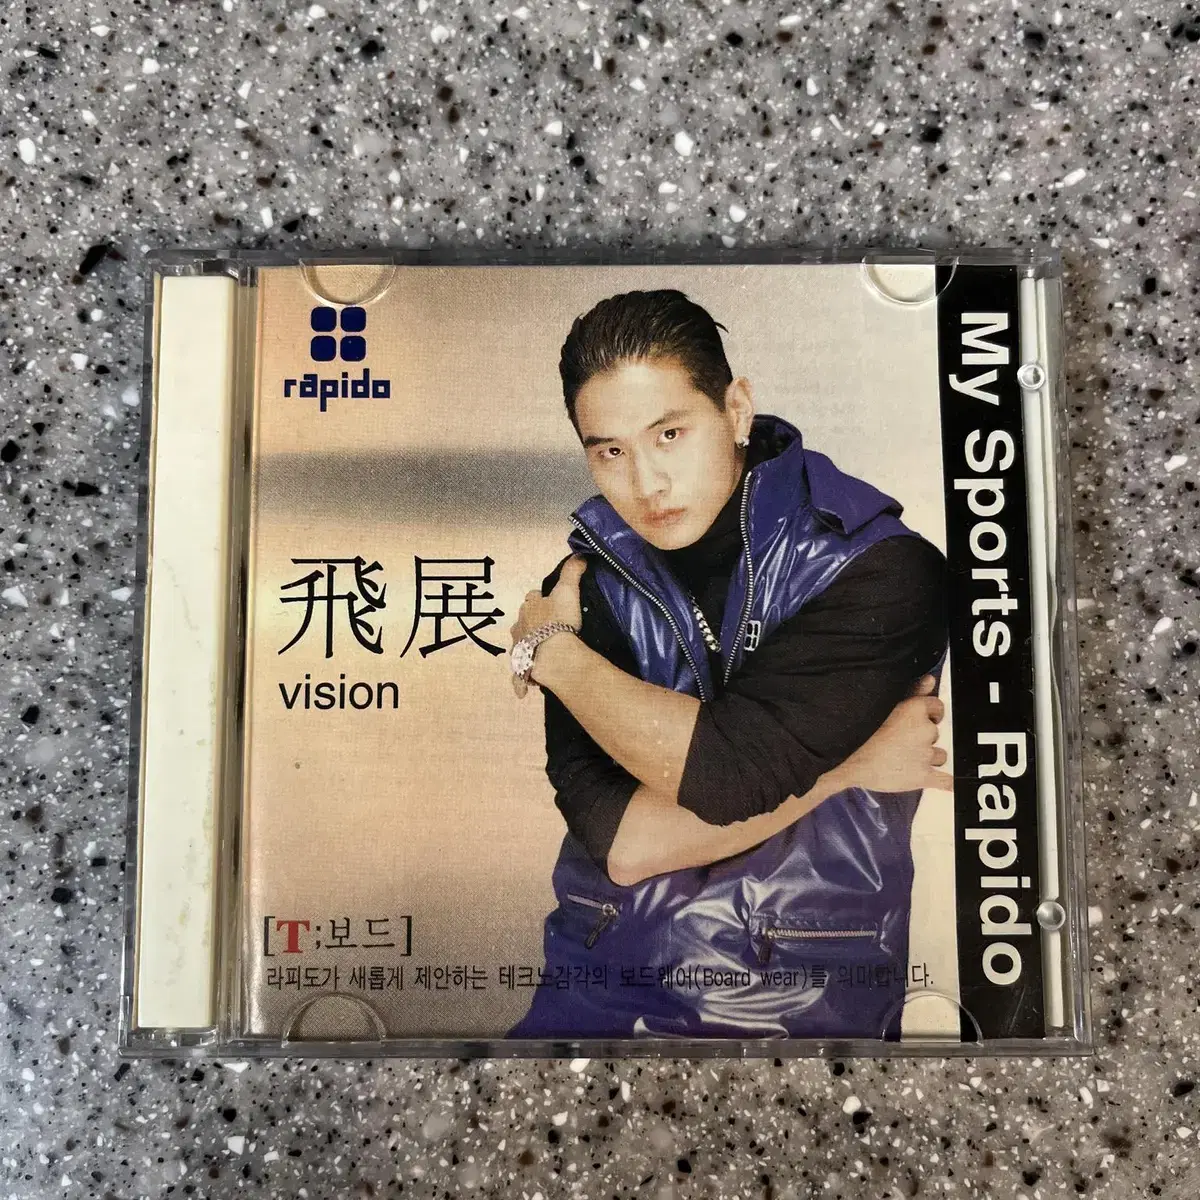 rapido
飛展
vision
[T;보드]
라피도가 새롭게 제안하는 테크노감각의 보드웨어(Board wear)를 의미합니다.
My Sports - Rapido